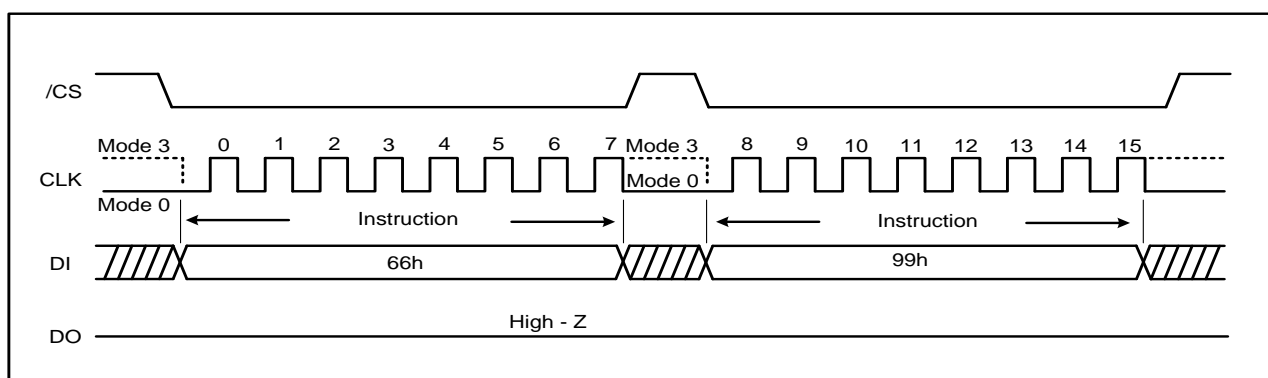 /CS
Mode 3 0 1 2 3 4 5 6 7 Mode 3 8 9 10 11 12 13 14 15
CLK
Mode 0 Mode 0
Instruction Instruction
DI 66h 99h
High - Z
DO